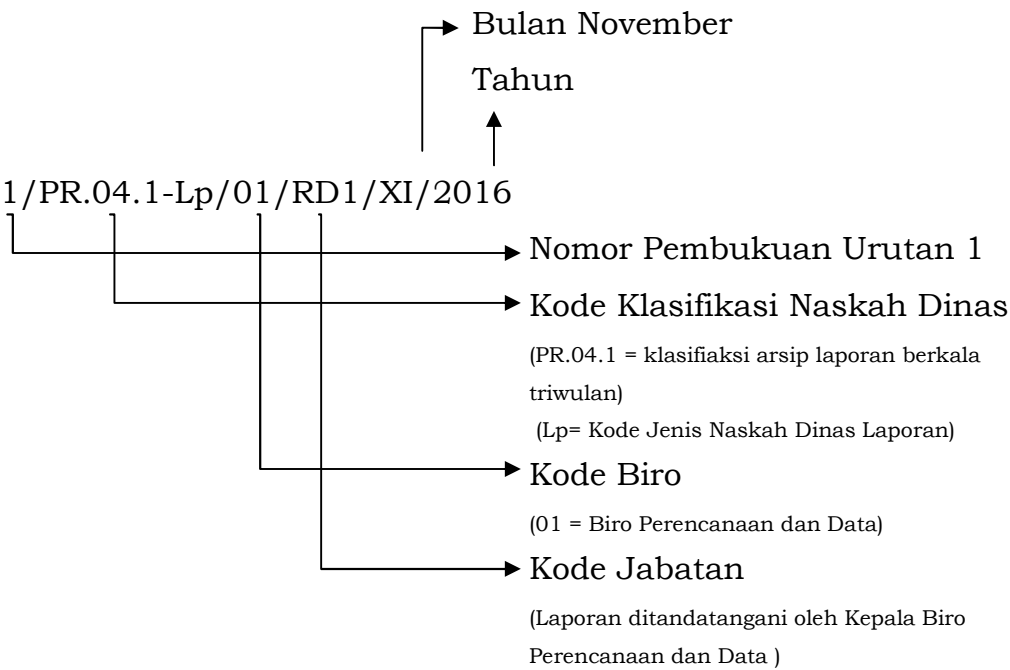 Bulan November
Tahun
1/PR.04.1-Lp/01/RD1/XI/2016
Nomor Pembukuan Urutan 1
Kode Klasifikasi Naskah Dinas
(PR.04.1 = klasifiaksi arsip laporan berkala
triwulan)
(Lp= Kode Jenis Naskah Dinas Laporan)
Kode Biro
(01 = Biro Perencanaan dan Data)
Kode Jabatan
(Laporan ditandatangani oleh Kepala Biro
Perencanaan dan Data )